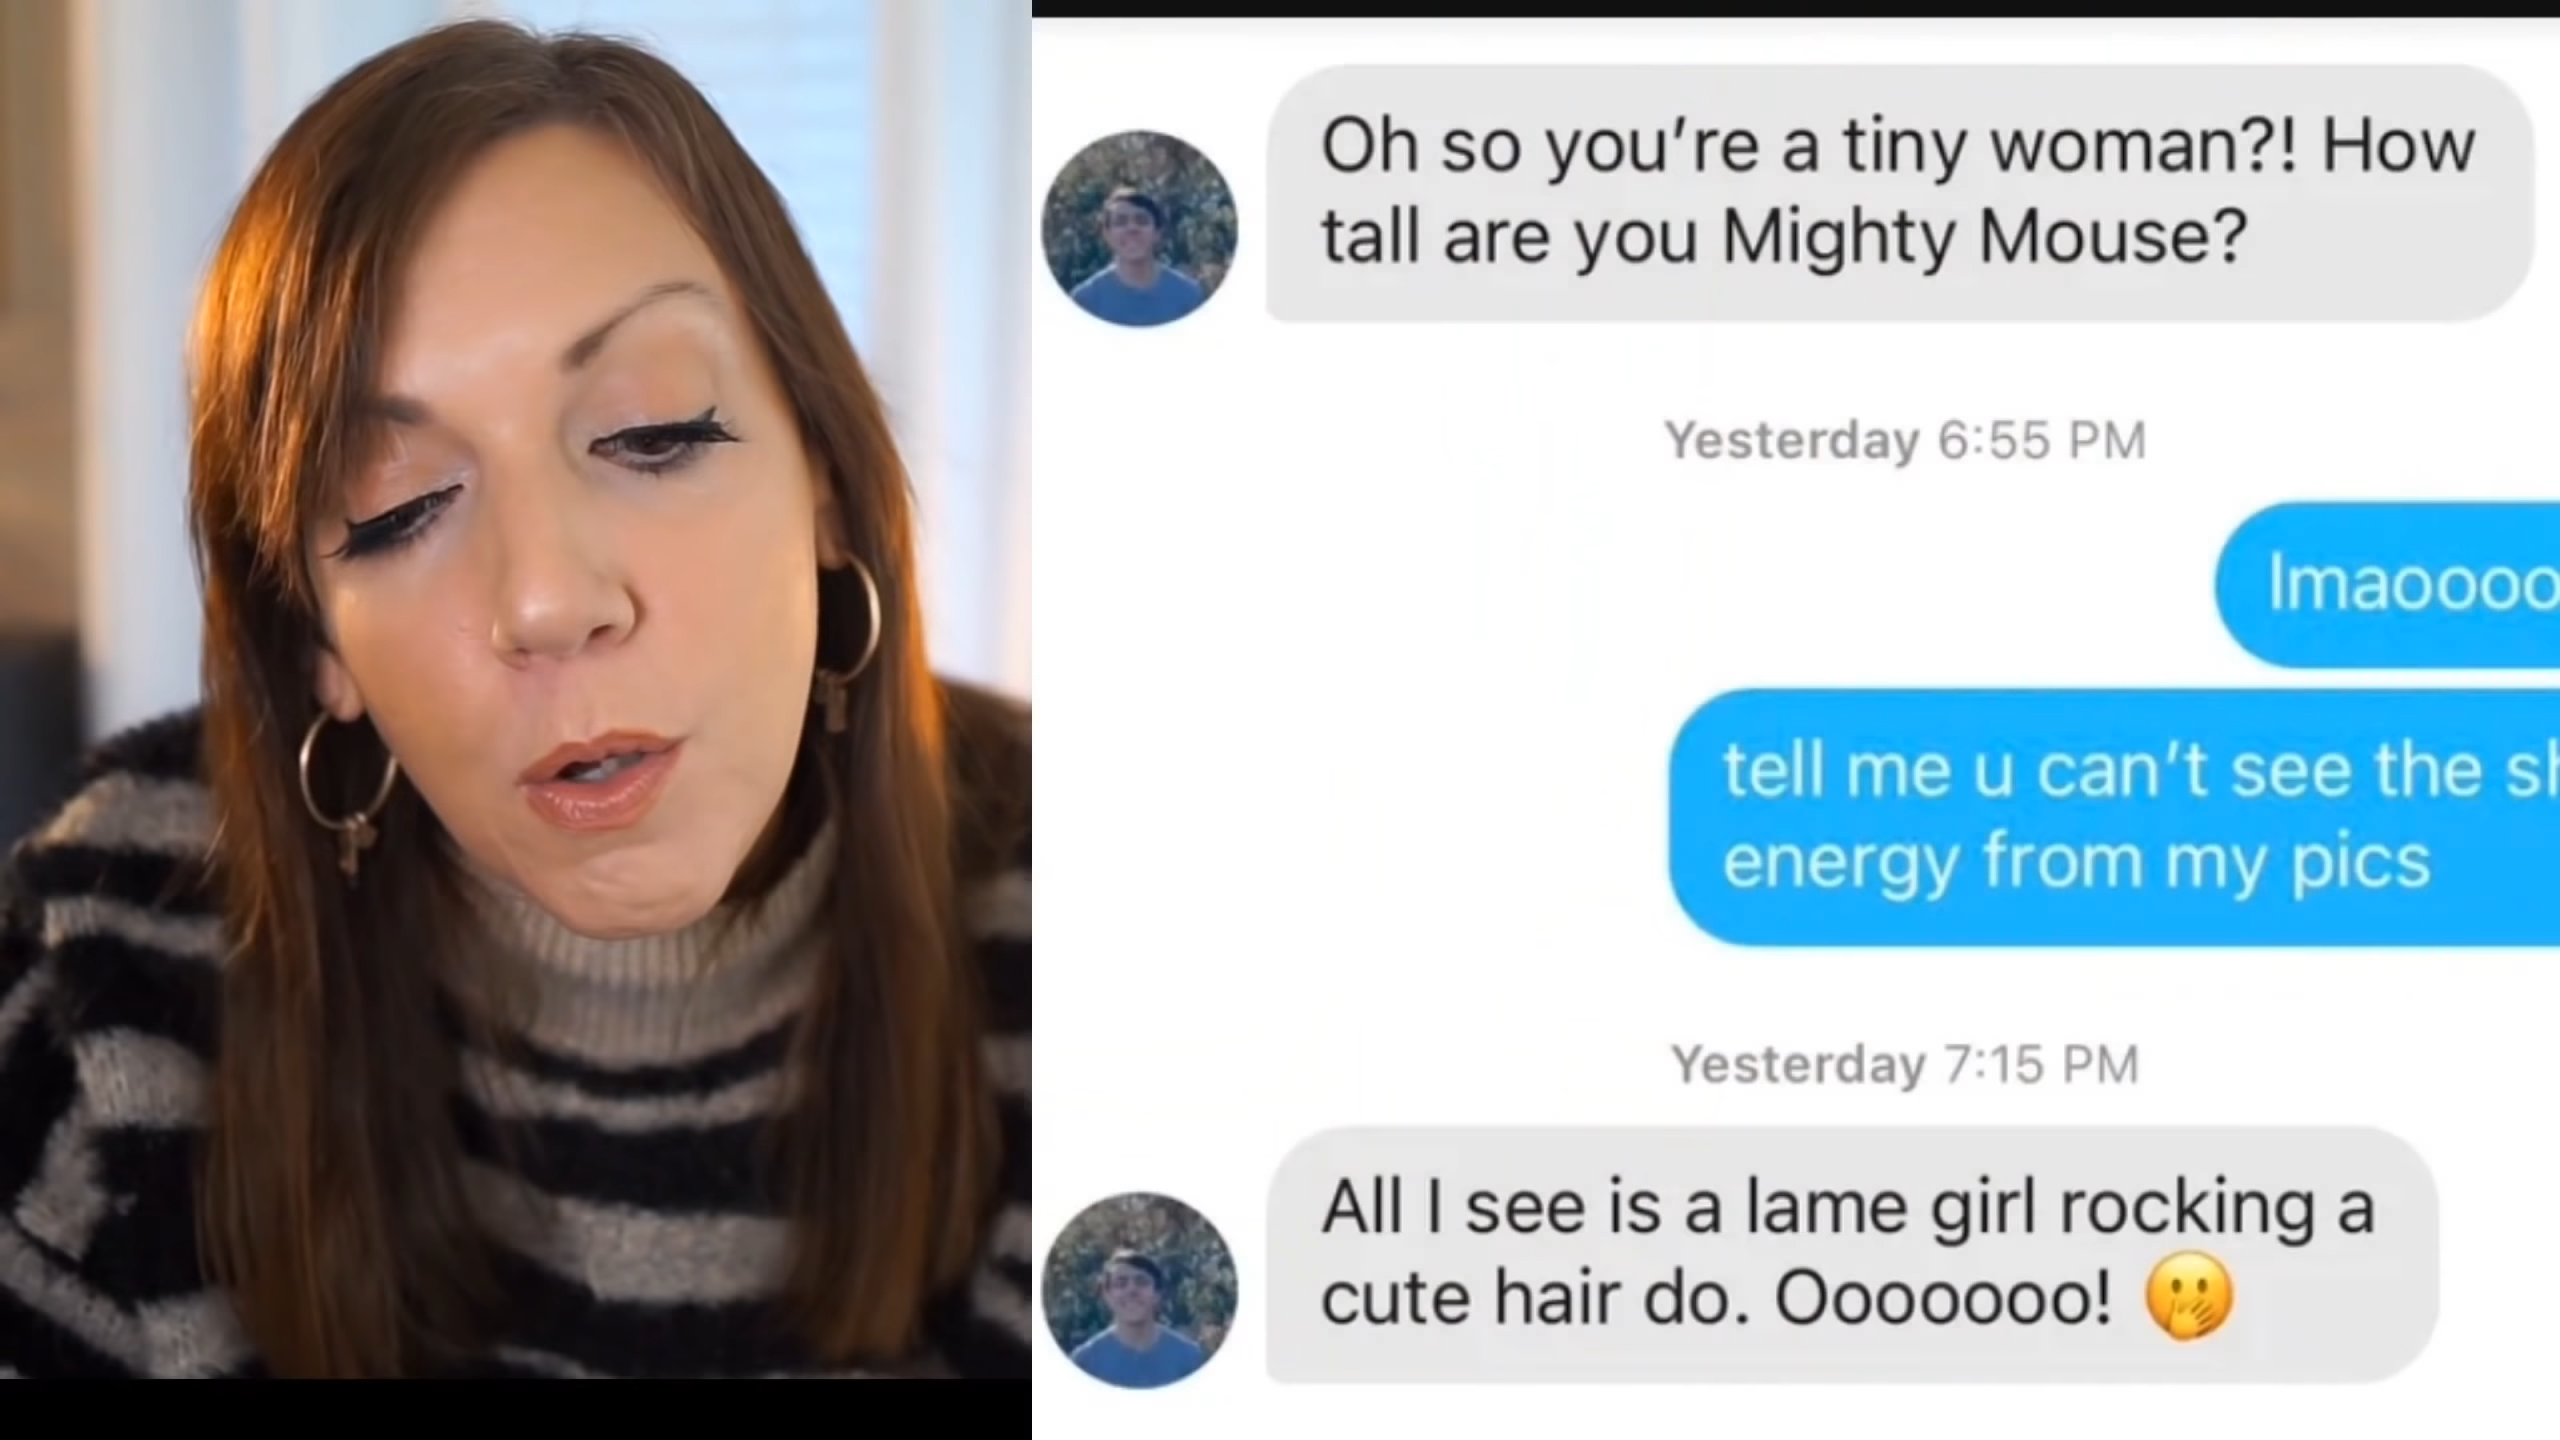 Oh so you're a tiny woman?! How
tall are you Mighty Mouse?
Yesterday 6:55 PM
lmaoooo
tell me u can't see the
energy from my pics
Yesterday 7:15 PM
All I see is a lame girl rocking a
cute hair do. Ooooooo! 🤭